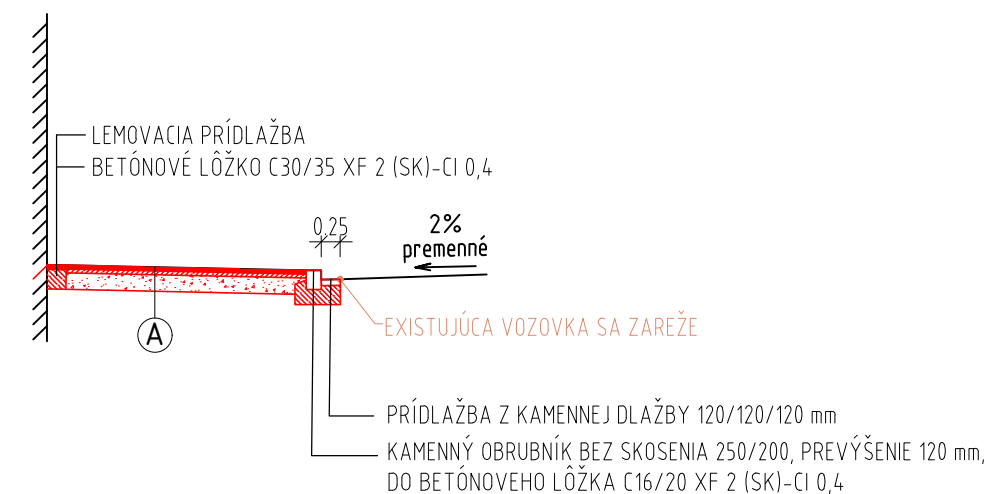 LEMOVACIA PRÍDLAŽBA
BETÓNOVÉ LÔŽKO C30/35 XF 2 (SK)-CI 0,4
0,25
2%
premenné
A
EXISTUJÚCA VOZOVKA SA ZAREŽE
PRÍDLAŽBA Z KAMENNEJ DLAŽBY 120/120/120 mm
KAMENNÝ OBRUBNÍK BEZ SKOSENIA 250/200, PREVÝŠENIE 120 mm,
DO BETÓNOVEHO LÔŽKA C16/20 XF 2 (SK)-CI 0,4